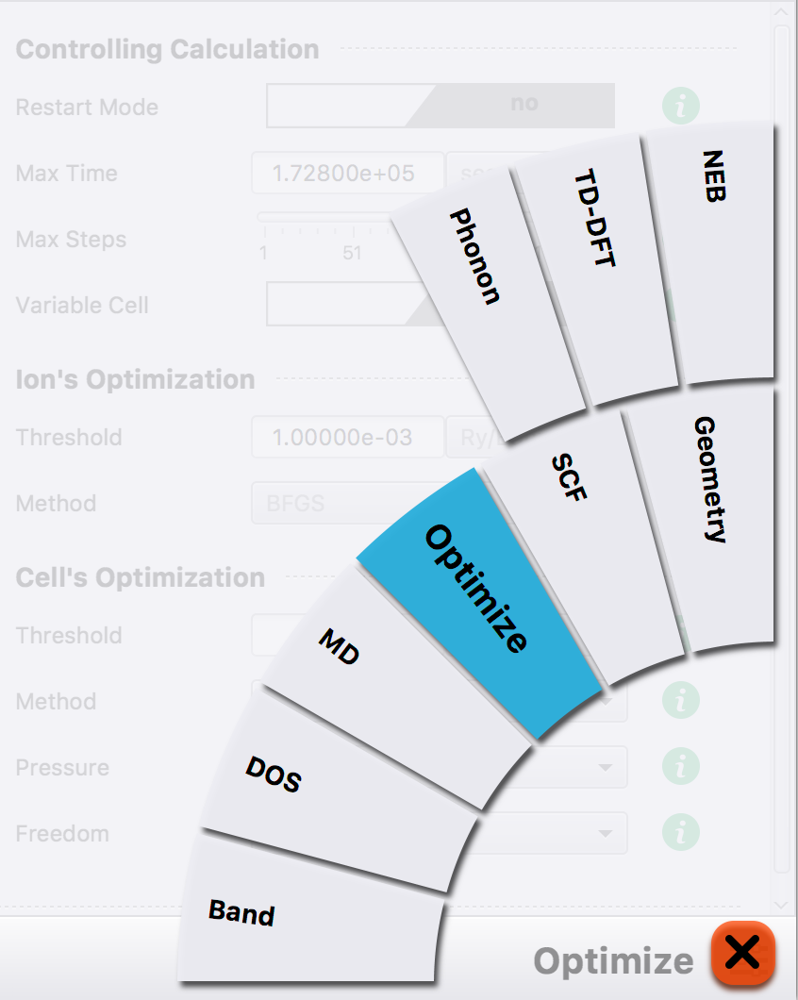 Controlling Calculation
Restart Mode
no
Max Time
1.72800e+05
Max Steps
1
51
Variable Cell
Ion's Optimization
Threshold
1.00000e-03
Ry/
Method
BFGS
Cell's Optimization
Threshold
Method
Pressure
Freedom
Phonon
TD-DFT
NEB
Geometry
SCF
Optimize
MD
DOS
Band
Optimize